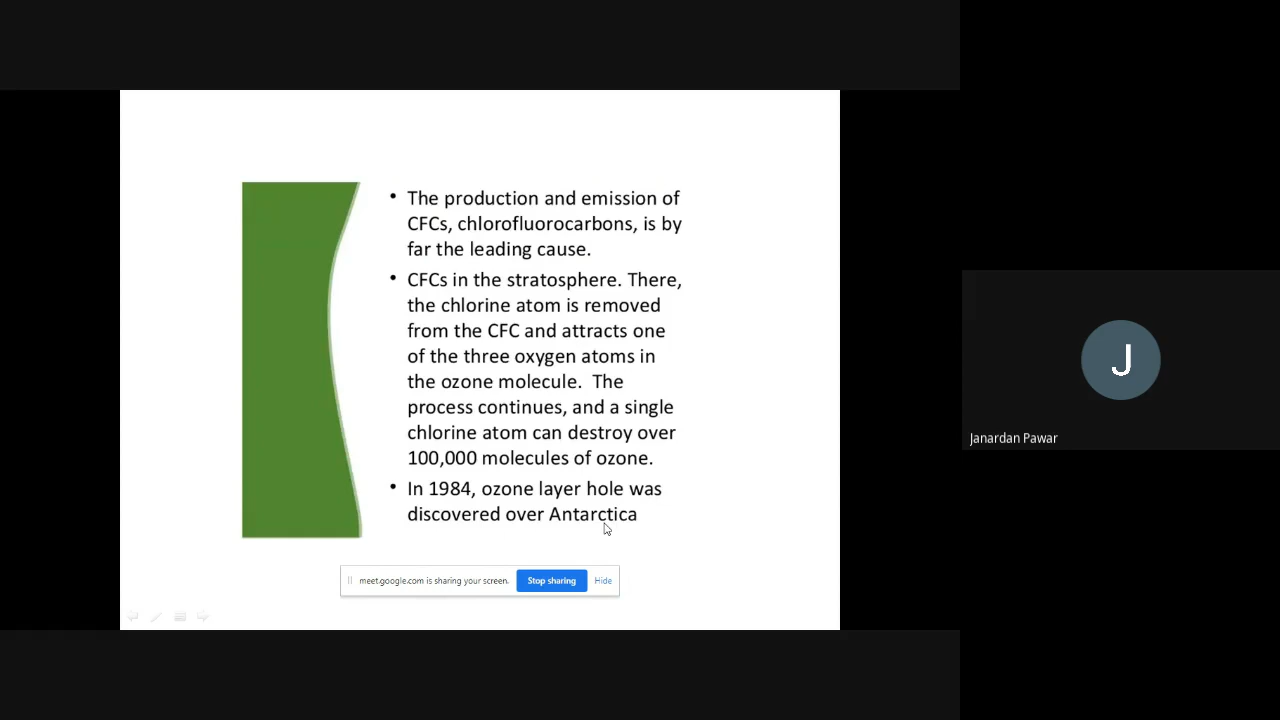 • The production and emission of
CFCs, chlorofluorocarbons, is by
far the leading cause.
• CFCs in the stratosphere. There,
the chlorine atom is removed
from the CFC and attracts one
of the three oxygen atoms in
the ozone molecule.  The
process continues, and a single
chlorine atom can destroy over
100,000 molecules of ozone.
• In 1984, ozone layer hole was
discovered over Antarctica
meet.google.com is sharing your screen. Stop sharing Hide
J
Janardan Pawar